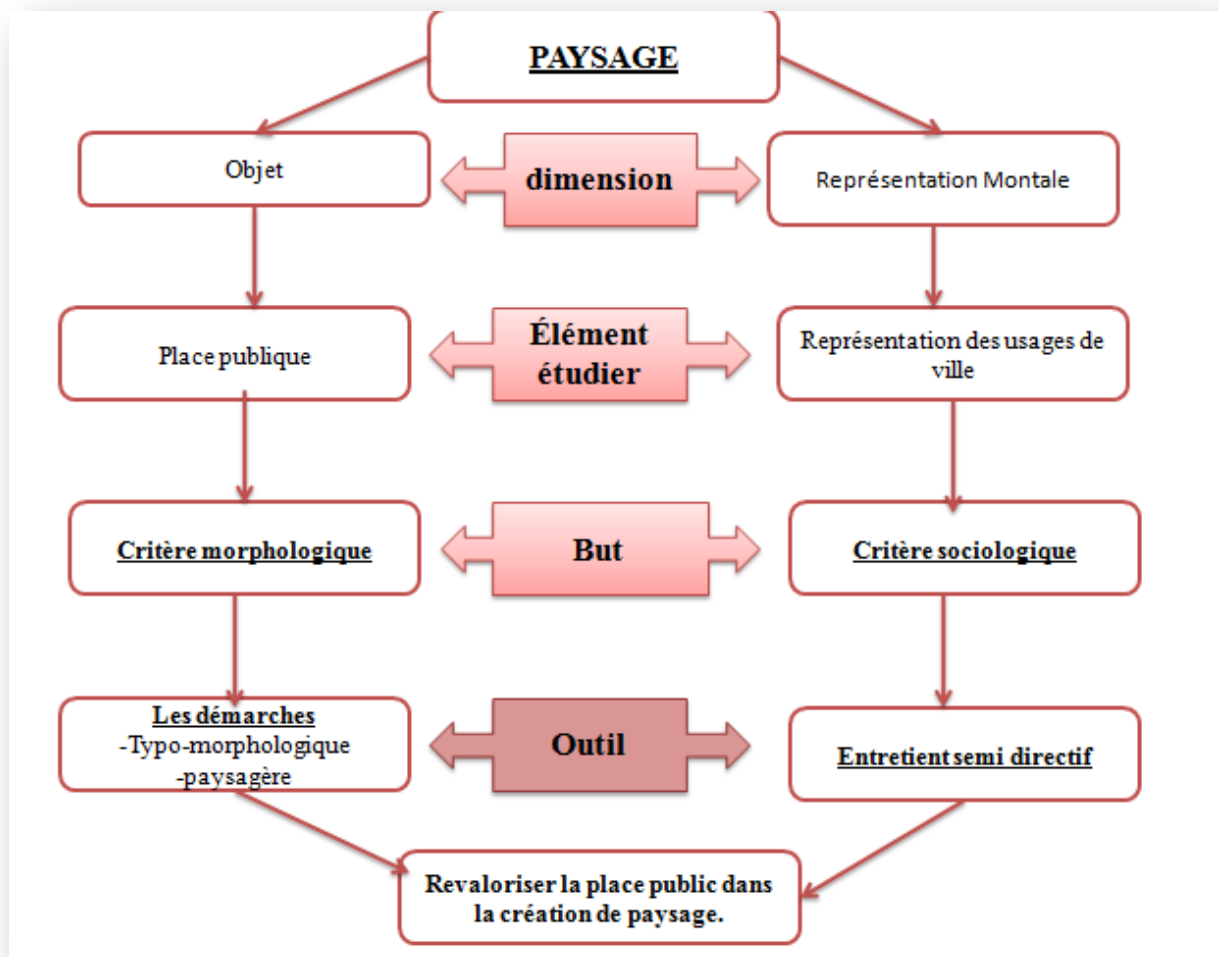 PAYSAGE
Objet
dimension
Représentation Montale
Place publique
Élément
étudier
Représentation des usages de
ville
Critère morphologique
But
Critère sociologique
Les démarches
-Typo-morphologique
-paysagère
Outil
Entretient semi directif
Revaloriser la place public dans
la création de paysage.